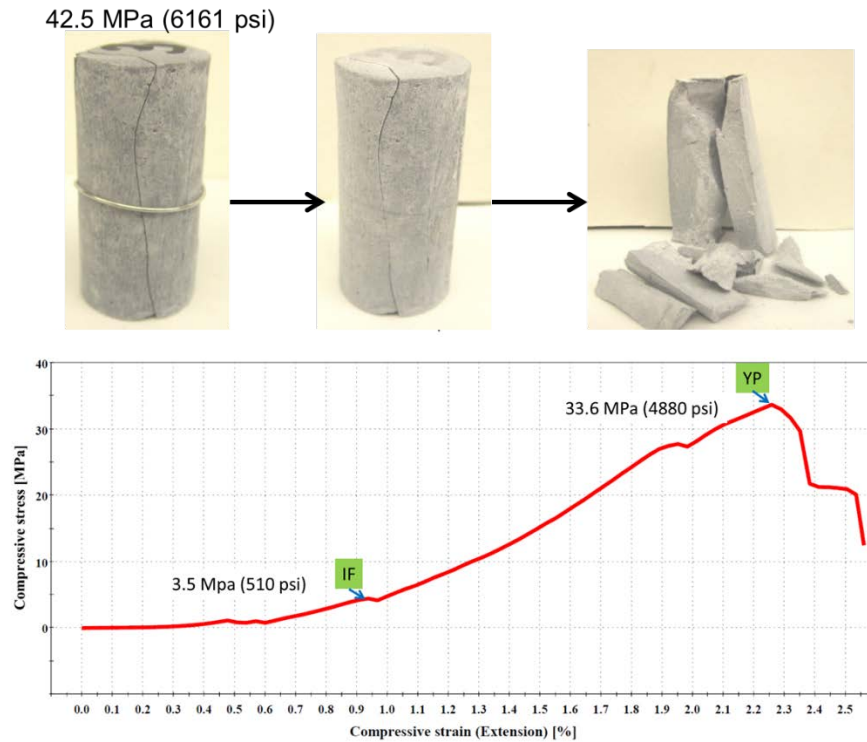 42.5 MPa (6161 psi)
40
YP
33.6 MPa (4880 psi)
30
20
10
3.5 Mpa (510 psi)
IF
0
Compressive stress [MPa]
0.0 0.1 0.2 0.3 0.4 0.5 0.6 0.7 0.8 0.9 1.0 1.1 1.2 1.3 1.4 1.5 1.6 1.7 1.8 1.9 2.0 2.1 2.2 2.3 2.4 2.5
Compressive strain (Extension) [%]